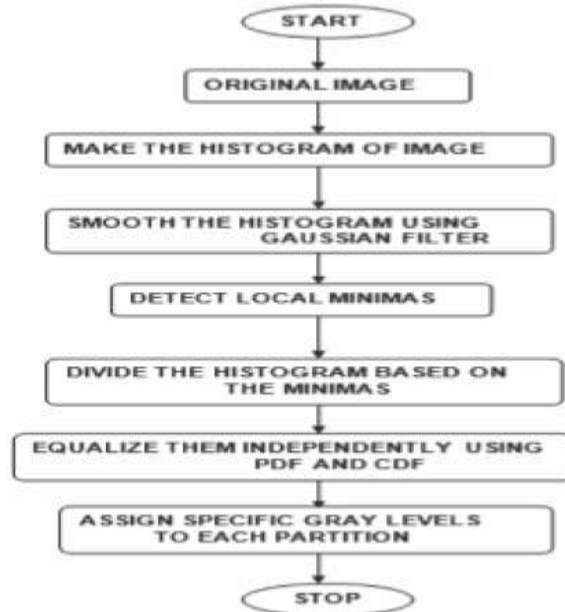 START
ORIGINAL IMAGE
MAKE THE HISTOGRAM OF IMAGE
SMOOTH THE HISTOGRAM USING
GAUSSIAN FILTER
DETECT LOCAL MINIMAS
DIVIDE THE HISTOGRAM BASED ON
THE MINIMAS
EQUALIZE THEM INDEPENDENTLY USING
PDF AND CDF
ASSIGN SPECIFIC GRAY LEVELS
TO EACH PARTITION
STOP